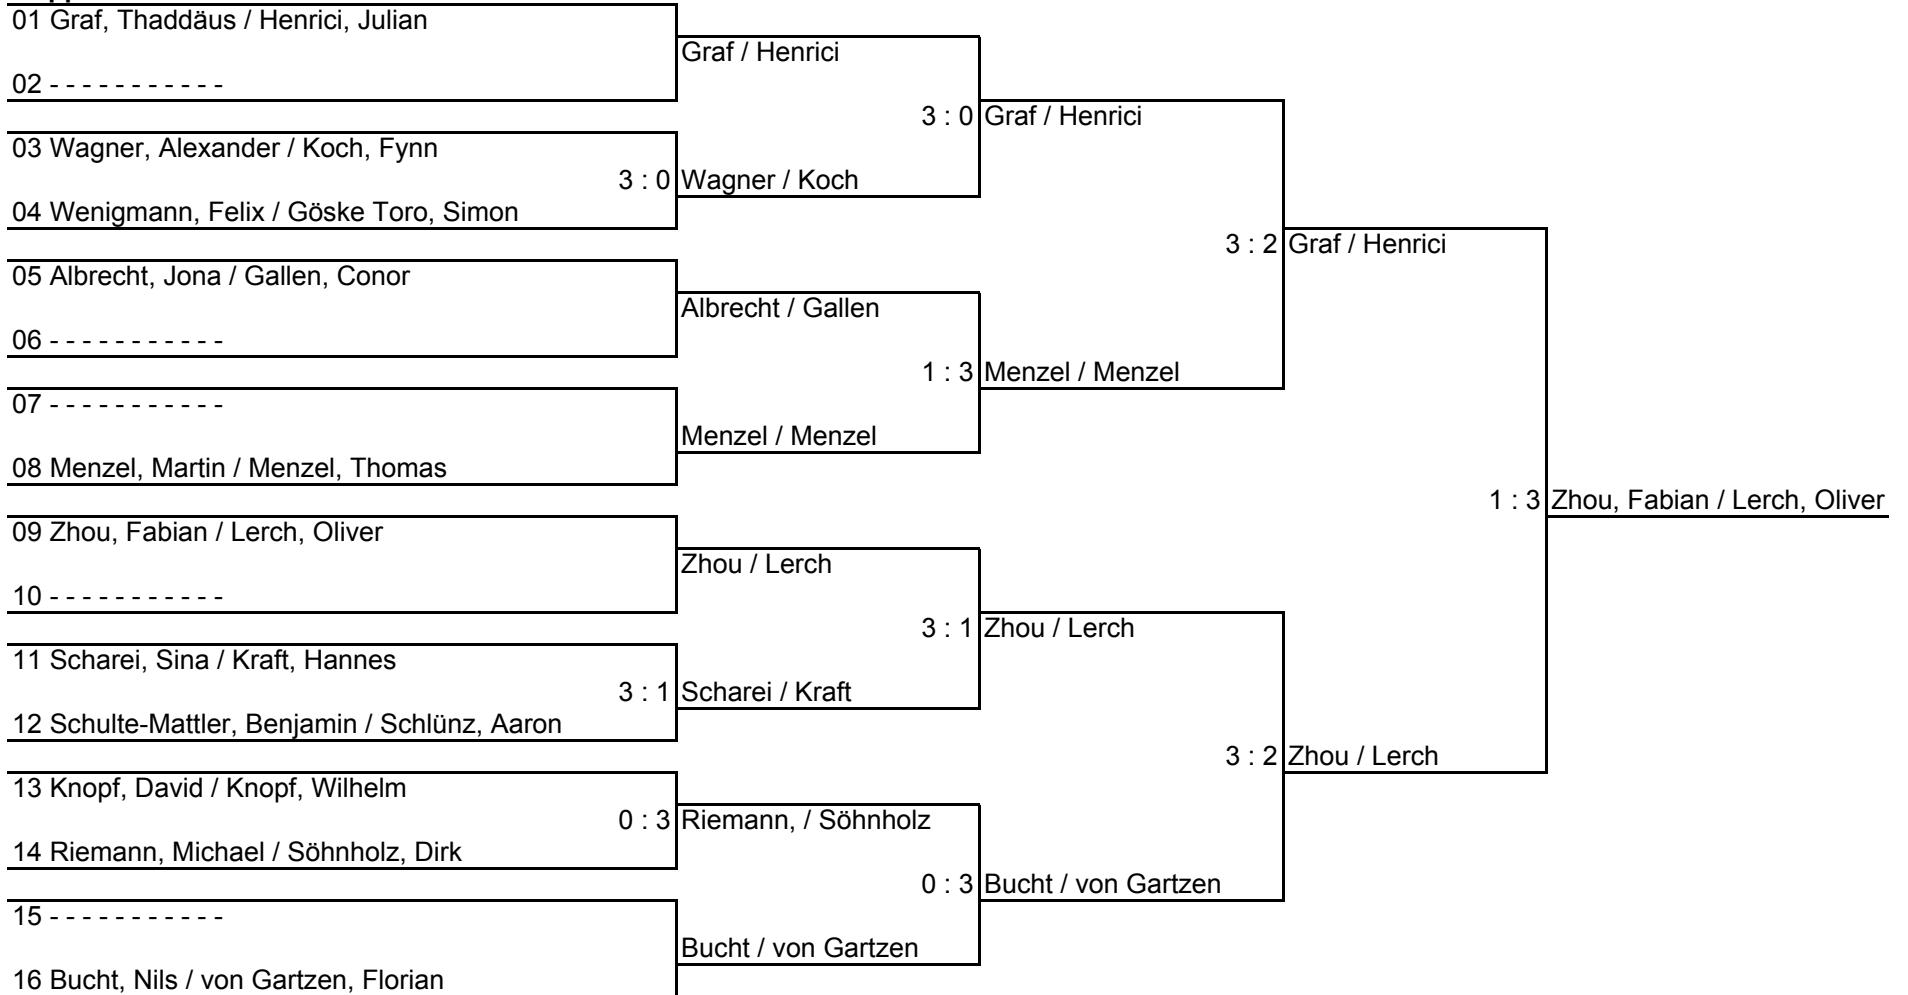 01 Graf, Thaddäus / Henrici, Julian
Graf / Henrici
02 - - - - - - - - - - -
3 : 0 Graf / Henrici
03 Wagner, Alexander / Koch, Fynn
3 : 0 Wagner / Koch
04 Wenigmann, Felix / Göske Toro, Simon
3 : 2 Graf / Henrici
05 Albrecht, Jona / Gallen, Conor
Albrecht / Gallen
06 - - - - - - - - - - -
1 : 3 Menzel / Menzel
07 - - - - - - - - - - -
Menzel / Menzel
08 Menzel, Martin / Menzel, Thomas
1 : 3 Zhou, Fabian / Lerch, Oliver
09 Zhou, Fabian / Lerch, Oliver
Zhou / Lerch
10 - - - - - - - - - - -
3 : 1 Zhou / Lerch
11 Scharei, Sina / Kraft, Hannes
3 : 1 Scharei / Kraft
12 Schulte-Mattler, Benjamin / Schlünz, Aaron
3 : 2 Zhou / Lerch
13 Knopf, David / Knopf, Wilhelm
0 : 3 Riemann, / Söhnholz
14 Riemann, Michael / Söhnholz, Dirk
0 : 3 Bucht / von Gartzen
15 - - - - - - - - - - -
Bucht / von Gartzen
16 Bucht, Nils / von Gartzen, Florian